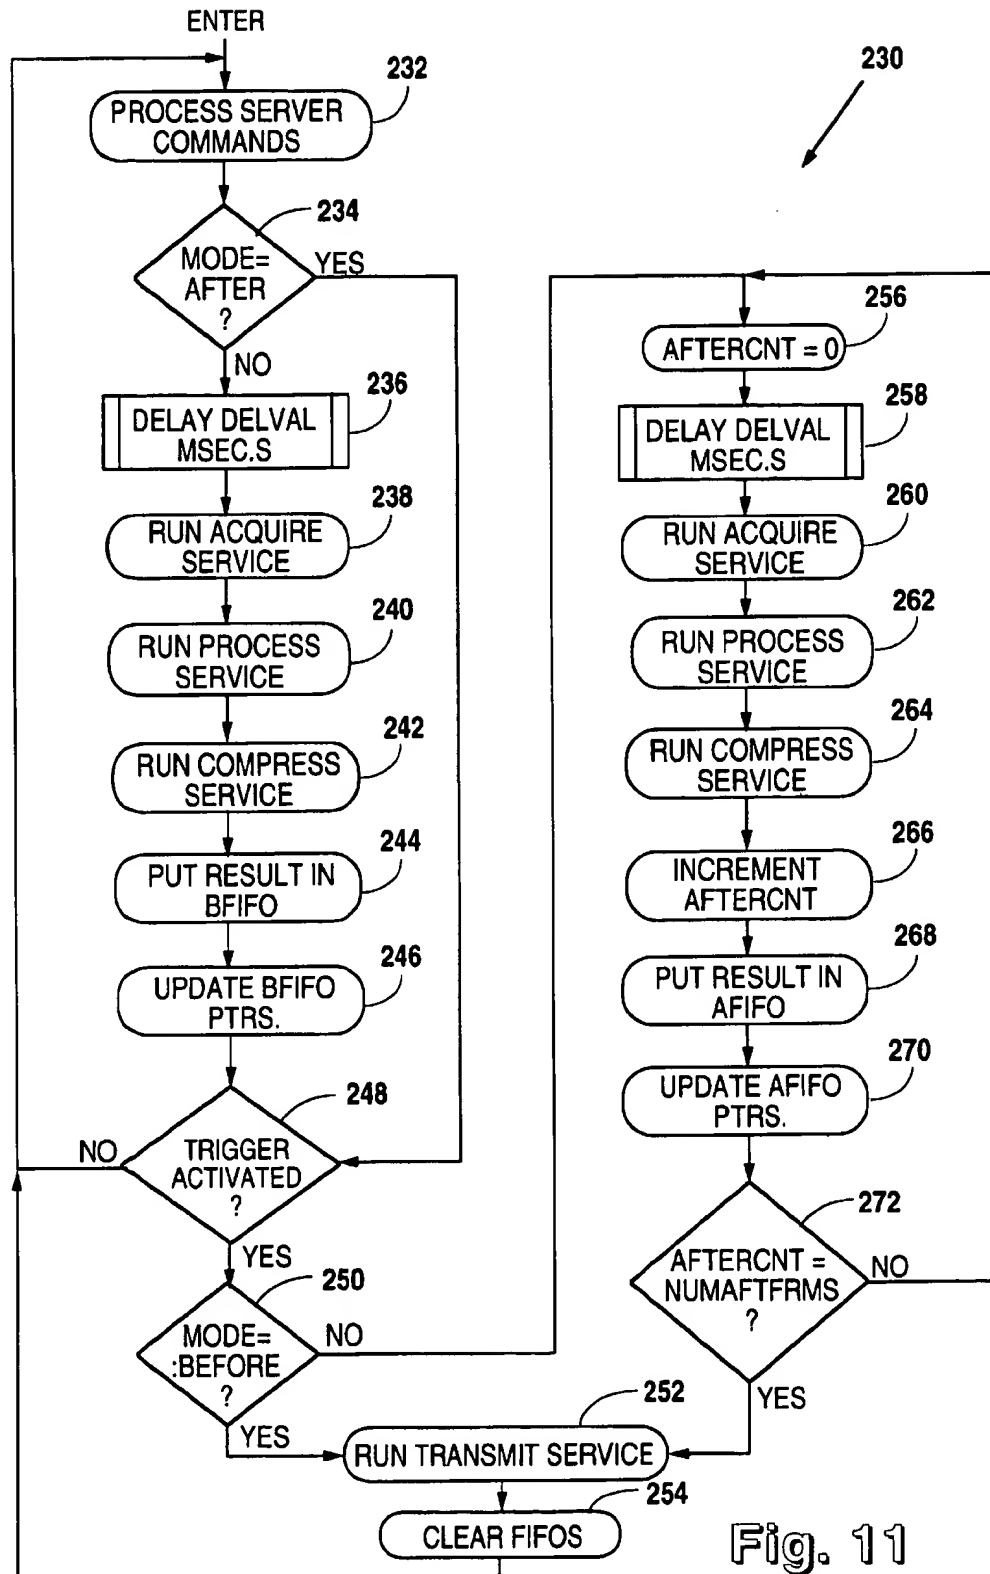 ENTER
232
PROCESS SERVER
COMMANDS
234
MODE=
AFTER
?
YES
NO
236
DELAY DELVAL
MSEC.S
238
RUN ACQUIRE
SERVICE
240
RUN PROCESS
SERVICE
242
RUN COMPRESS
SERVICE
244
PUT RESULT IN
BFIFO
246
UPDATE BFIFO
PTRS.
248
TRIGGER
ACTIVATED
?
NO
YES
250
MODE=
:BEFORE
?
NO
YES
230
256
AFTERCNT = 0
258
DELAY DELVAL
MSEC.S
260
RUN ACQUIRE
SERVICE
262
RUN PROCESS
SERVICE
264
RUN COMPRESS
SERVICE
266
INCREMENT
AFTERCNT
268
PUT RESULT IN
AFIFO
270
UPDATE AFIFO
PTRS.
272
AFTERCNT =
NUMAFTFRMS
?
NO
YES
252
RUN TRANSMIT SERVICE
254
CLEAR FIFOS
Fig. 11